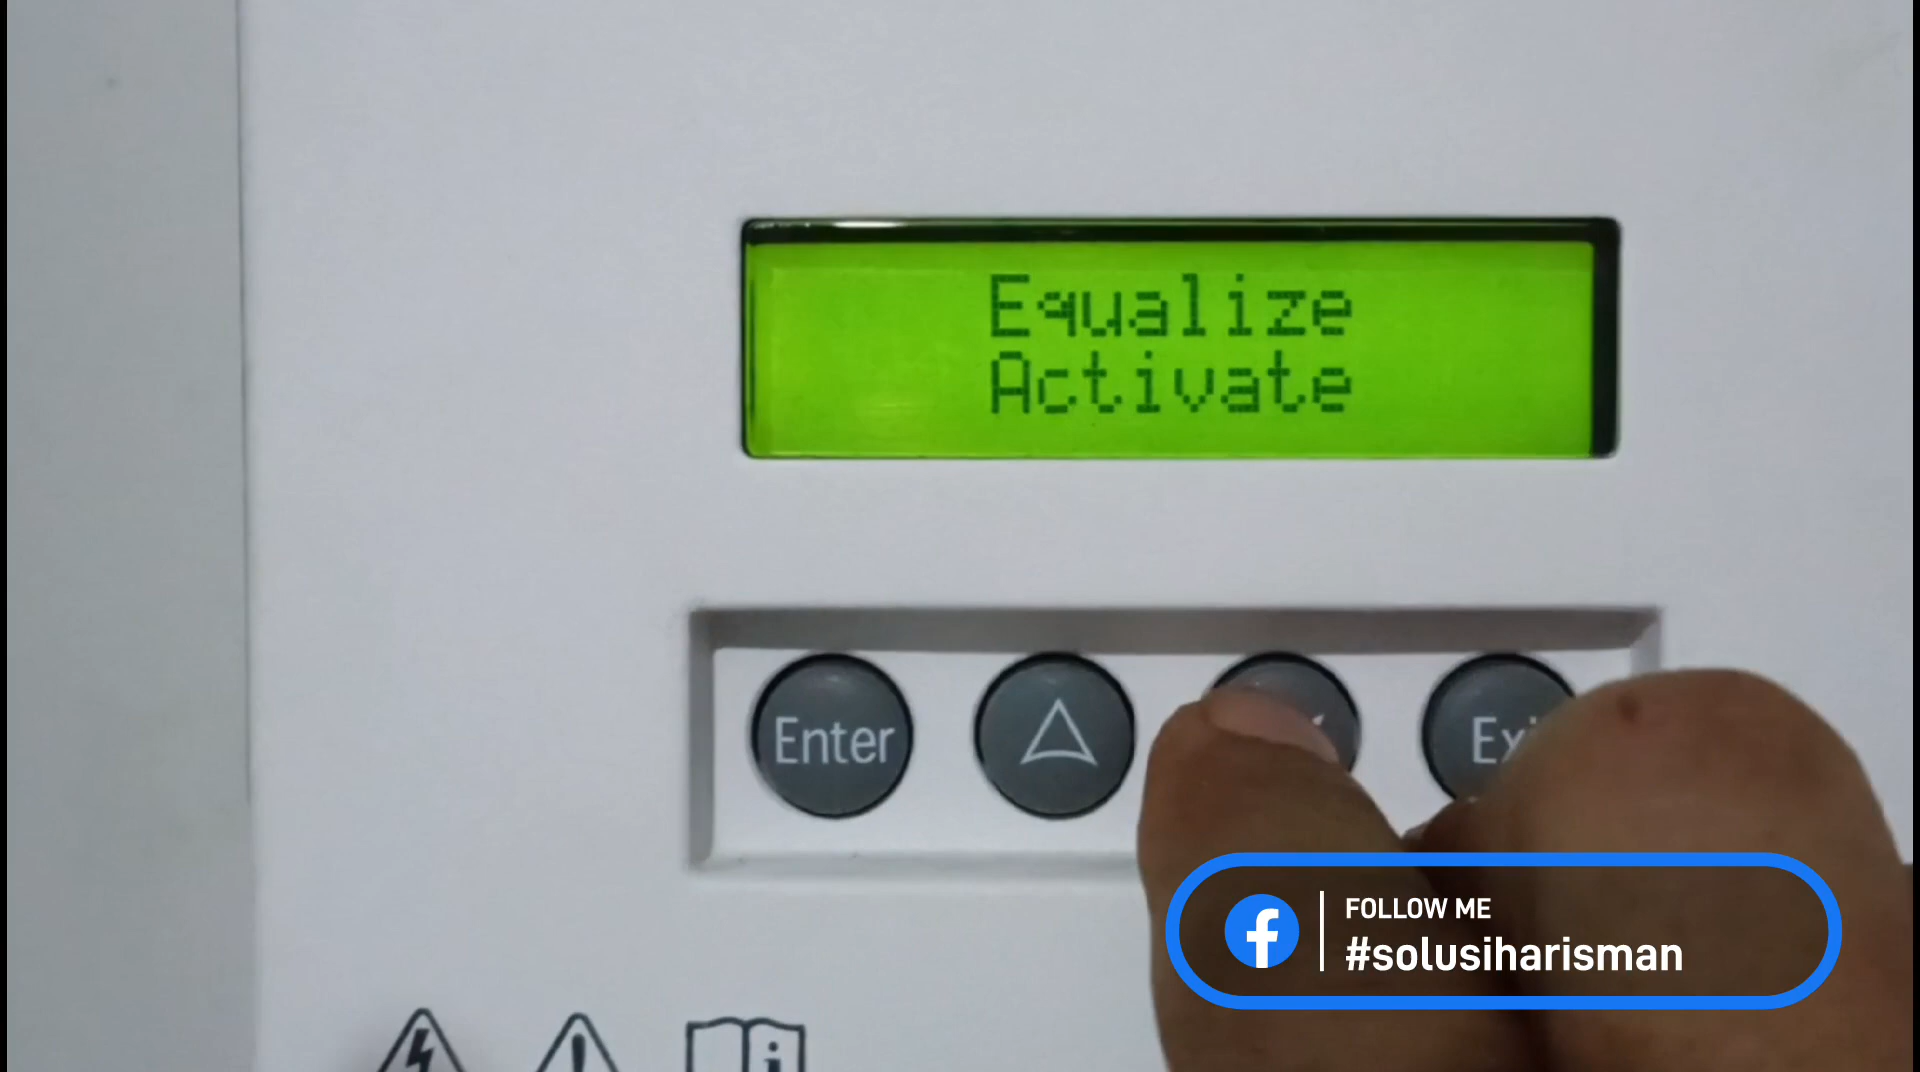 Equalize
Activate
Enter
FOLLOW ME
#solusiharisman